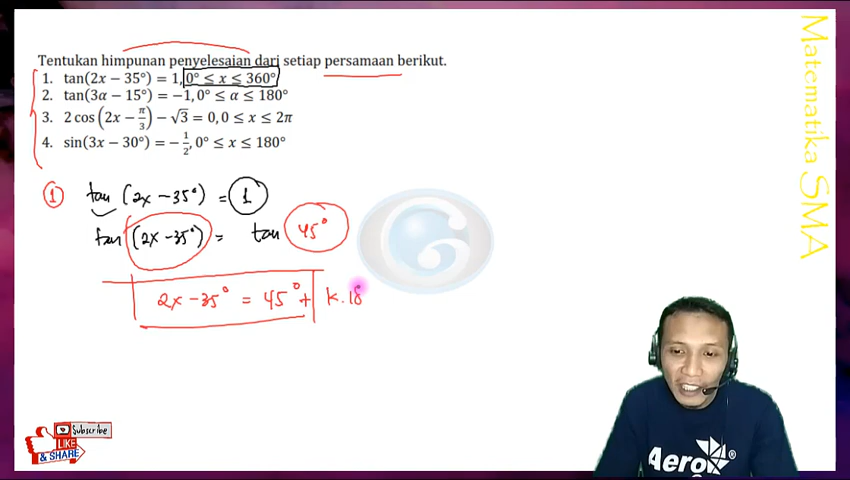 Tentukan himpunan penyelesaian dari setiap persamaan berikut.
1. tan(2x − 35°) = 1, 0° ≤ x ≤ 360°
2. tan(3α − 15°) = −1, 0° ≤ α ≤ 180°
3. 2 cos(2x − π/3) − √3 = 0, 0 ≤ x ≤ 2π
4. sin(3x − 30°) = −1/2, 0° ≤ x ≤ 180°
① tan (2x − 35°) = 1
tan (2x − 35°) = tan 45°
2x − 35° = 45° + k. 18
Matematika SMA
Subscribe
LIKE
& SHARE
Aero